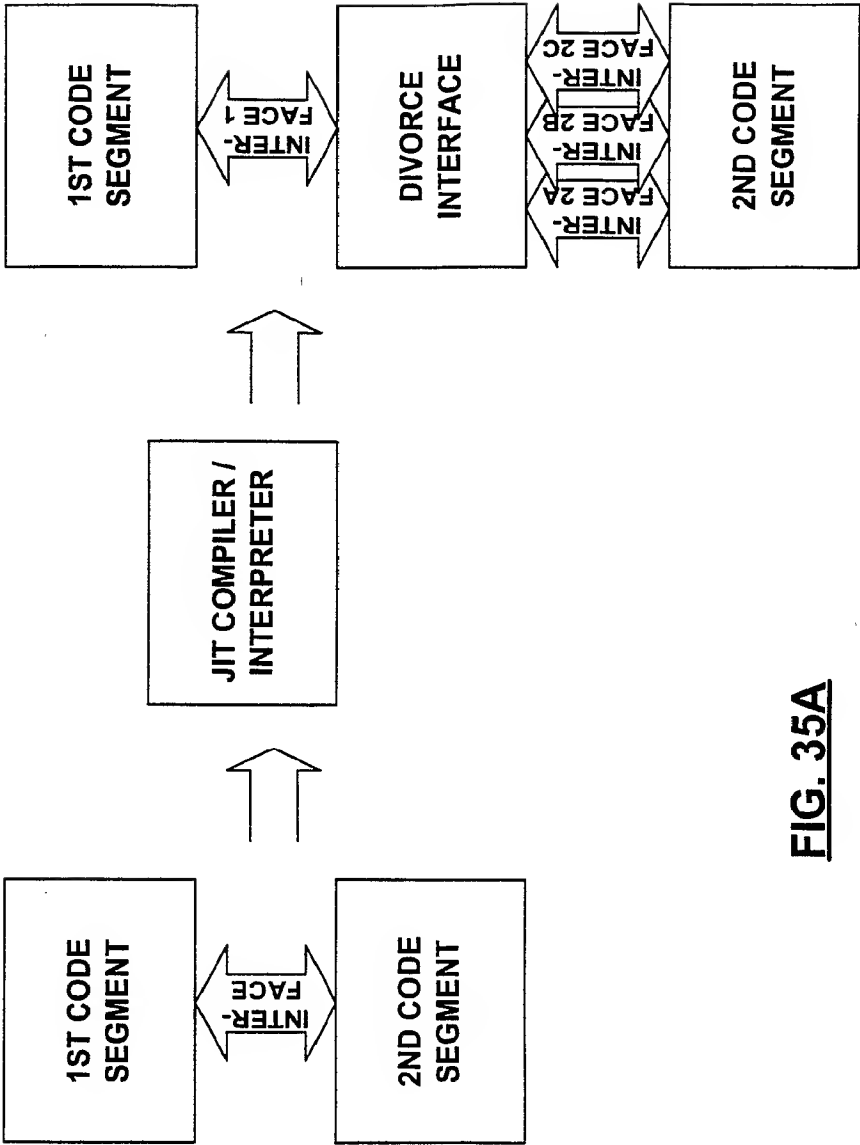 1ST CODE
SEGMENT
INTER-
FACE
2ND CODE
SEGMENT
JIT COMPILER /
INTERPRETER
1ST CODE
SEGMENT
INTER-
FACE 1
DIVORCE
INTERFACE
INTER-
FACE 2A
INTER-
FACE 2B
INTER-
FACE 2C
2ND CODE
SEGMENT
FIG. 35A